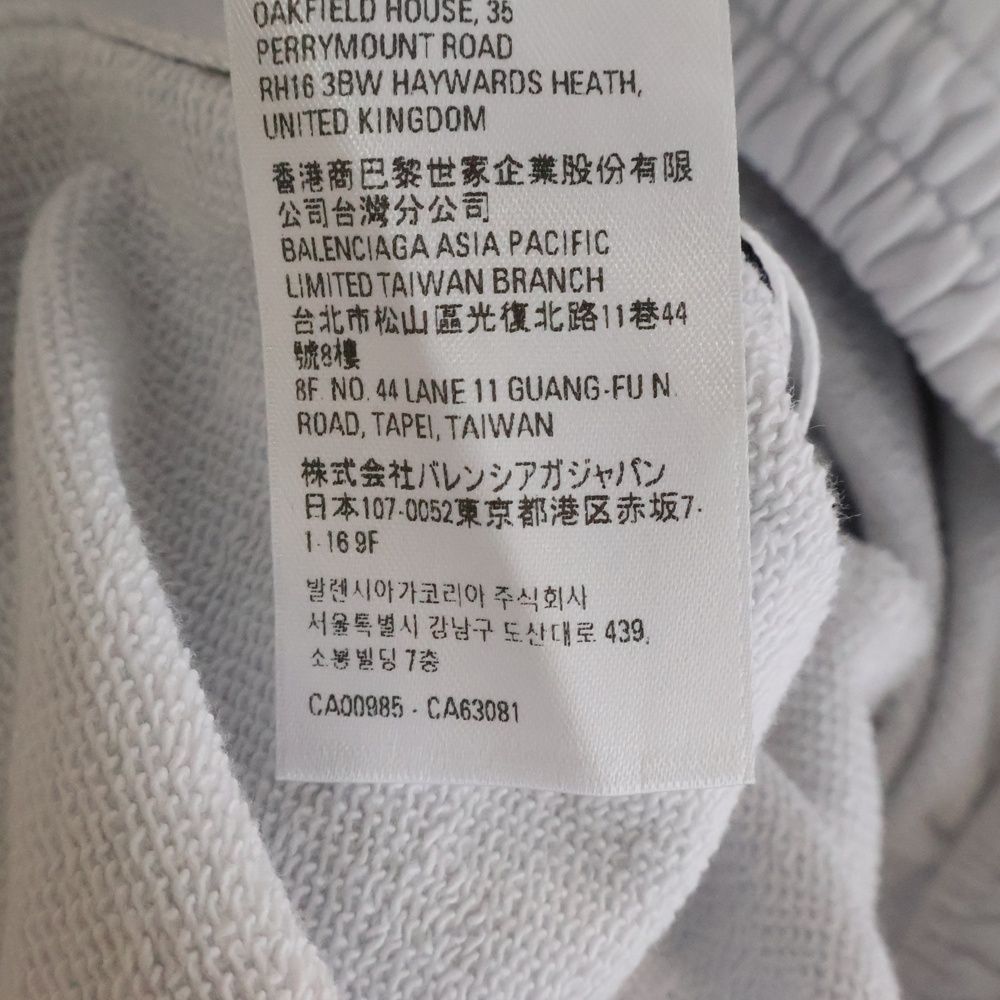 OAKFIELD HOUSE, 35
PERRYMOUNT ROAD
RH16 3BW HAYWARDS HEATH,
UNITED KINGDOM
香港商巴黎世家企業股份有限
公司台灣分公司
BALENCIAGA ASIA PACIFIC
LIMITED TAIWAN BRANCH
台北市松山區光復北路11巷44
號8樓
8F. NO. 44 LANE 11 GUANG-FU N.
ROAD, TAPEI, TAIWAN
株式会社バレンシアガジャパン
日本107-0052東京都港区赤坂7-
1-16 9F
발렌시아가코리아 주식회사
서울특별시 강남구 도산대로 439,
소봉빌딩 7층
CA00985 - CA63081